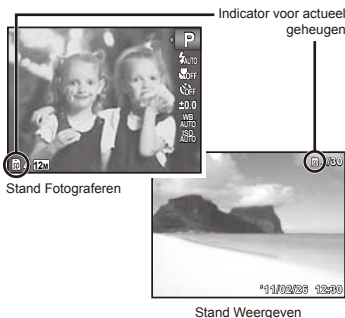 Indicator voor actueel
geheugen
P
AUTO
OFF
OFF
±0.0
WB
AUTO
ISO
AUTO
4
12M
Stand Fotograferen
/30
'11/02/26 12:30
Stand Weergeven